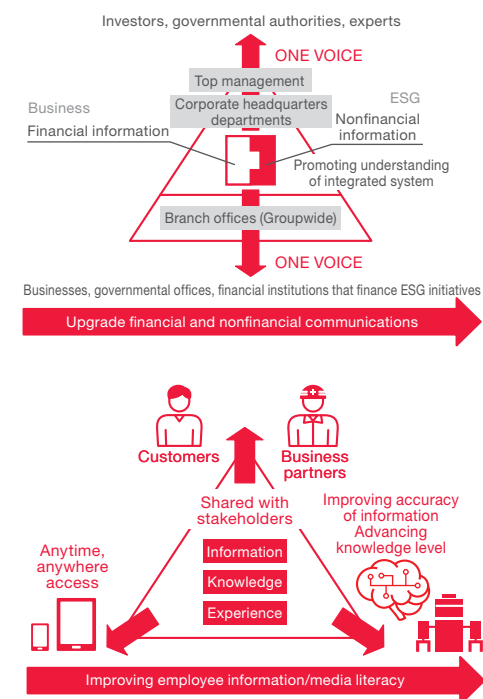 Investors, governmental authorities, experts
ONE VOICE
Top management
Corporate headquarters
departments
Business
Financial information
ESG
Nonfinancial
information
Promoting understanding
of integrated system
Branch offices (Groupwide)
ONE VOICE
Businesses, governmental offices, financial institutions that finance ESG initiatives
Upgrade financial and nonfinancial communications
Customers
Business
partners
Shared with
stakeholders
Improving accuracy
of information
Advancing
knowledge level
Anytime,
anywhere
access
Information
Knowledge
Experience
Improving employee information/media literacy